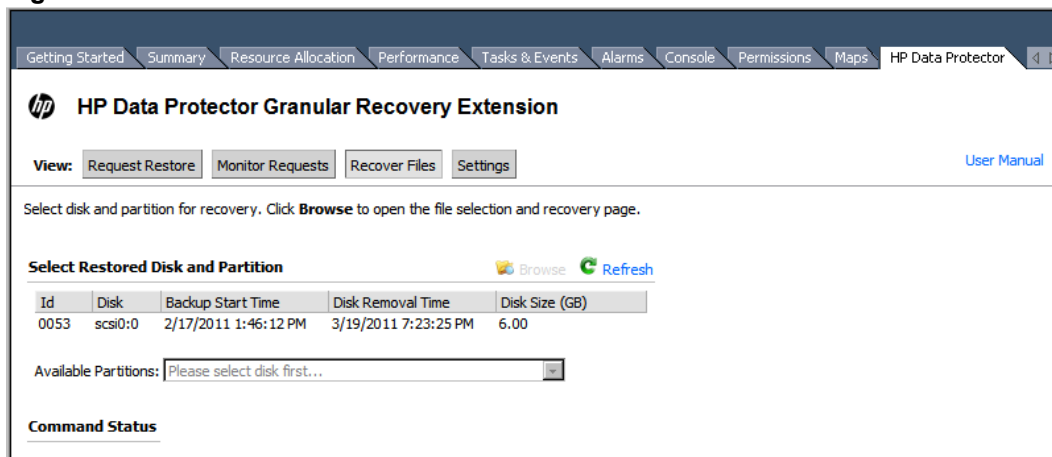 Getting Started Summary Resource Allocation Performance Tasks & Events Alarms Console Permissions Maps HP Data Protector
hp HP Data Protector Granular Recovery Extension
View: Request Restore Monitor Requests Recover Files Settings User Manual
Select disk and partition for recovery. Click Browse to open the file selection and recovery page.
Select Restored Disk and Partition Browse Refresh
Id Disk Backup Start Time Disk Removal Time Disk Size (GB)
0053 scsi0:0 2/17/2011 1:46:12 PM 3/19/2011 7:23:25 PM 6.00
Available Partitions: Please select disk first...
Command Status